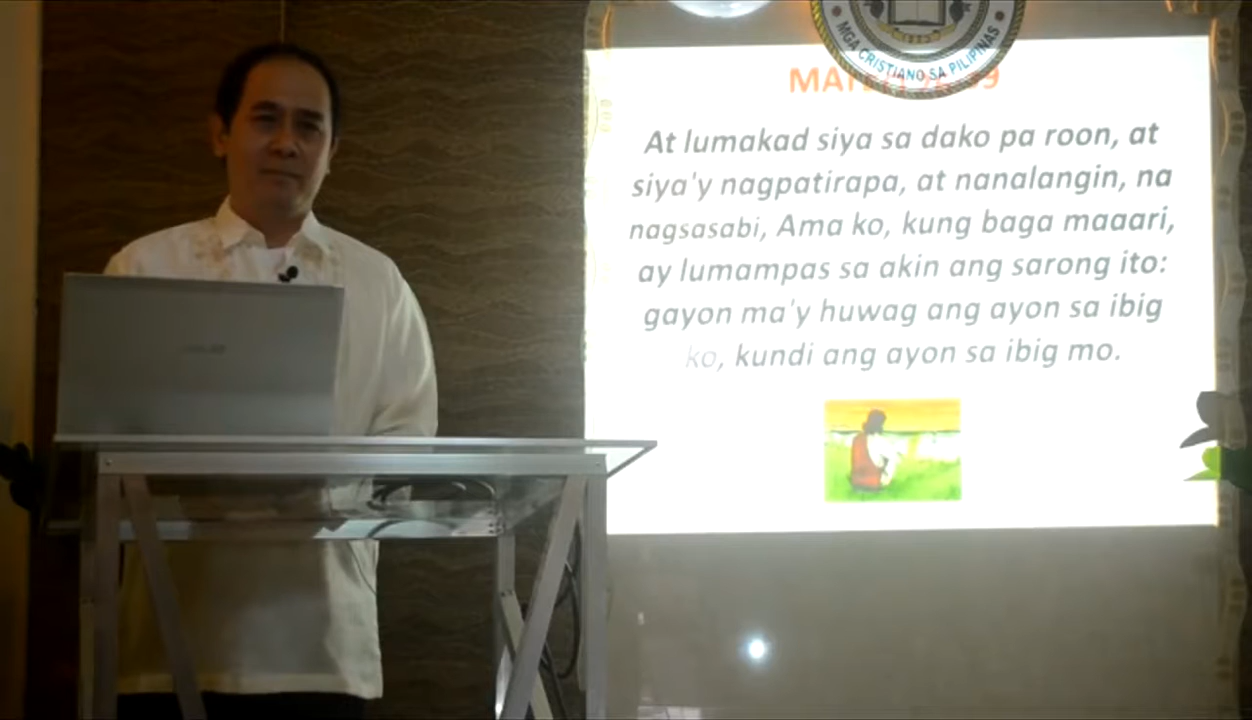 MGA CRISTIANO SA PILIPINAS
At lumakad siya sa dako pa roon, at
siya'y nagpatirapa, at nanalangin, na
nagsasabi, Ama ko, kung baga maaari,
ay lumampas sa akin ang sarong ito:
gayon ma'y huwag ang ayon sa ibig
ko, kundi ang ayon sa ibig mo.